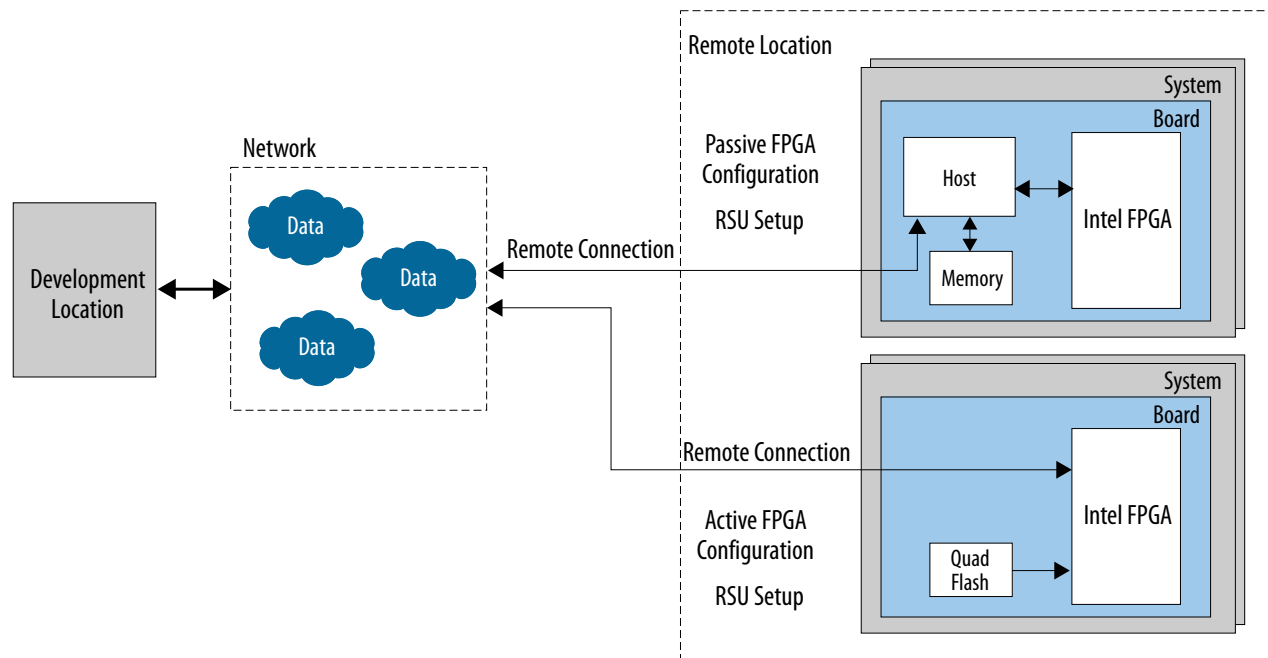 Remote Location
System
Board
Passive FPGA
Configuration
RSU Setup
Host
Intel FPGA
Memory
Network
Data
Data
Data
Development
Location
Remote Connection
System
Board
Remote Connection
Intel FPGA
Active FPGA
Configuration
RSU Setup
Quad
Flash